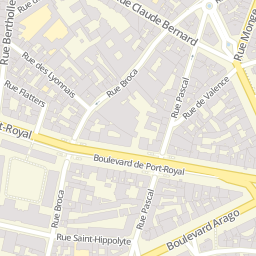 Rue Berthollet
Rue Claude Bernard
Rue Monge
Rue des Lyonnais
Rue Broca
Rue Flatters
Rue Pascal
Rue de Valence
t-Royal
Boulevard de Port-Royal
Rue Broca
Rue Pascal
Boulevard Arago
Rue Saint-Hippolyte